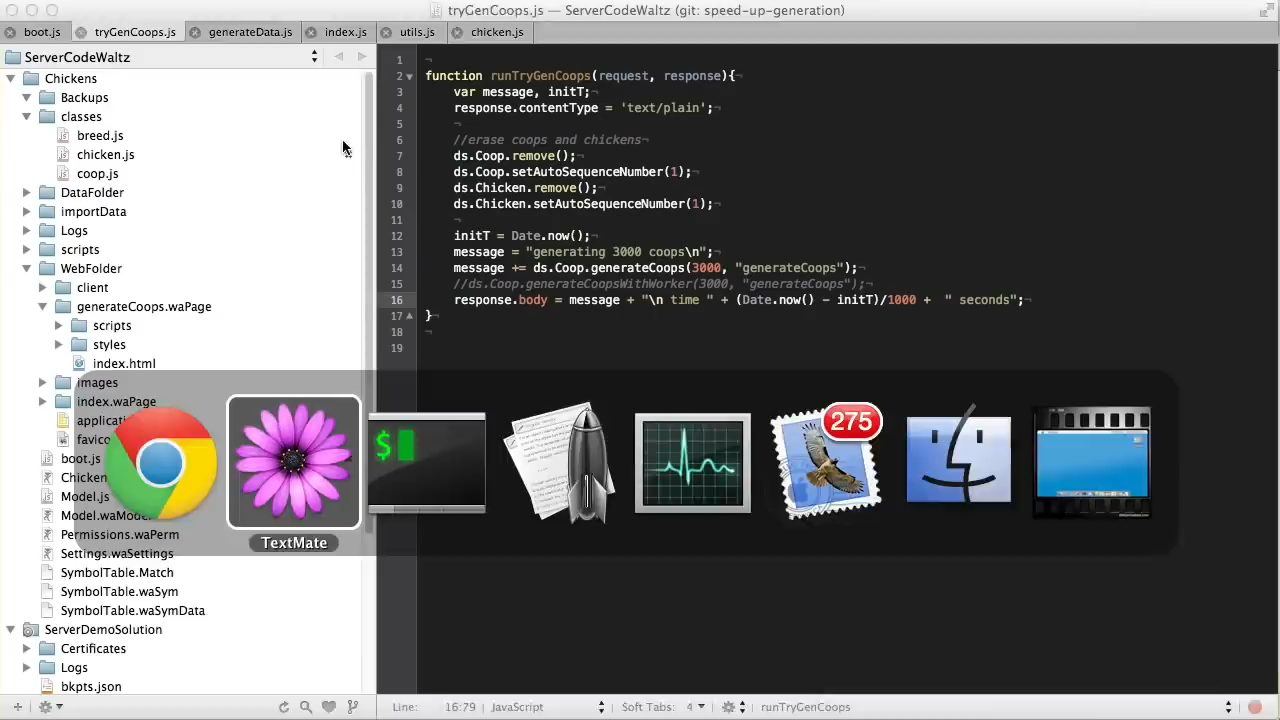 tryGenCoops.js — ServerCodeWaltz (git: speed-up-generation)
boot.js
tryGenCoops.js
generateData.js
index.js
utils.js
chicken.js
ServerCodeWaltz
Chickens
Backups
classes
breed.js
chicken.js
coop.js
DataFolder
importData
Logs
scripts
WebFolder
client
generateCoops.waPage
scripts
styles
index.html
images
index.waPage
applicati
favico
boot.js
Chicken
Model.js
Model.waMode
Permissions.waPerm
Settings.waSettings
SymbolTable.Match
SymbolTable.waSym
SymbolTable.waSymData
ServerDemoSolution
Certificates
Logs
bkpts.json
1 ¬
2 function runTryGenCoops(request, response){¬
3 var message, initT;¬
4 response.contentType = 'text/plain';¬
5 ¬
6 //erase coops and chickens¬
7 ds.Coop.remove();¬
8 ds.Coop.setAutoSequenceNumber(1);¬
9 ds.Chicken.remove();¬
10 ds.Chicken.setAutoSequenceNumber(1);¬
11 ¬
12 initT = Date.now();¬
13 message = "generating 3000 coops\n";¬
14 message += ds.Coop.generateCoops(3000, "generateCoops");¬
15 //ds.Coop.generateCoopsWithWorker(3000, "generateCoops");¬
16 response.body = message + "\n time " + (Date.now() - initT)/1000 +  " seconds";¬
17 }¬
18 ¬
19
$
275
TextMate
Line: 16:79 JavaScript Soft Tabs: 4 runTryGenCoops